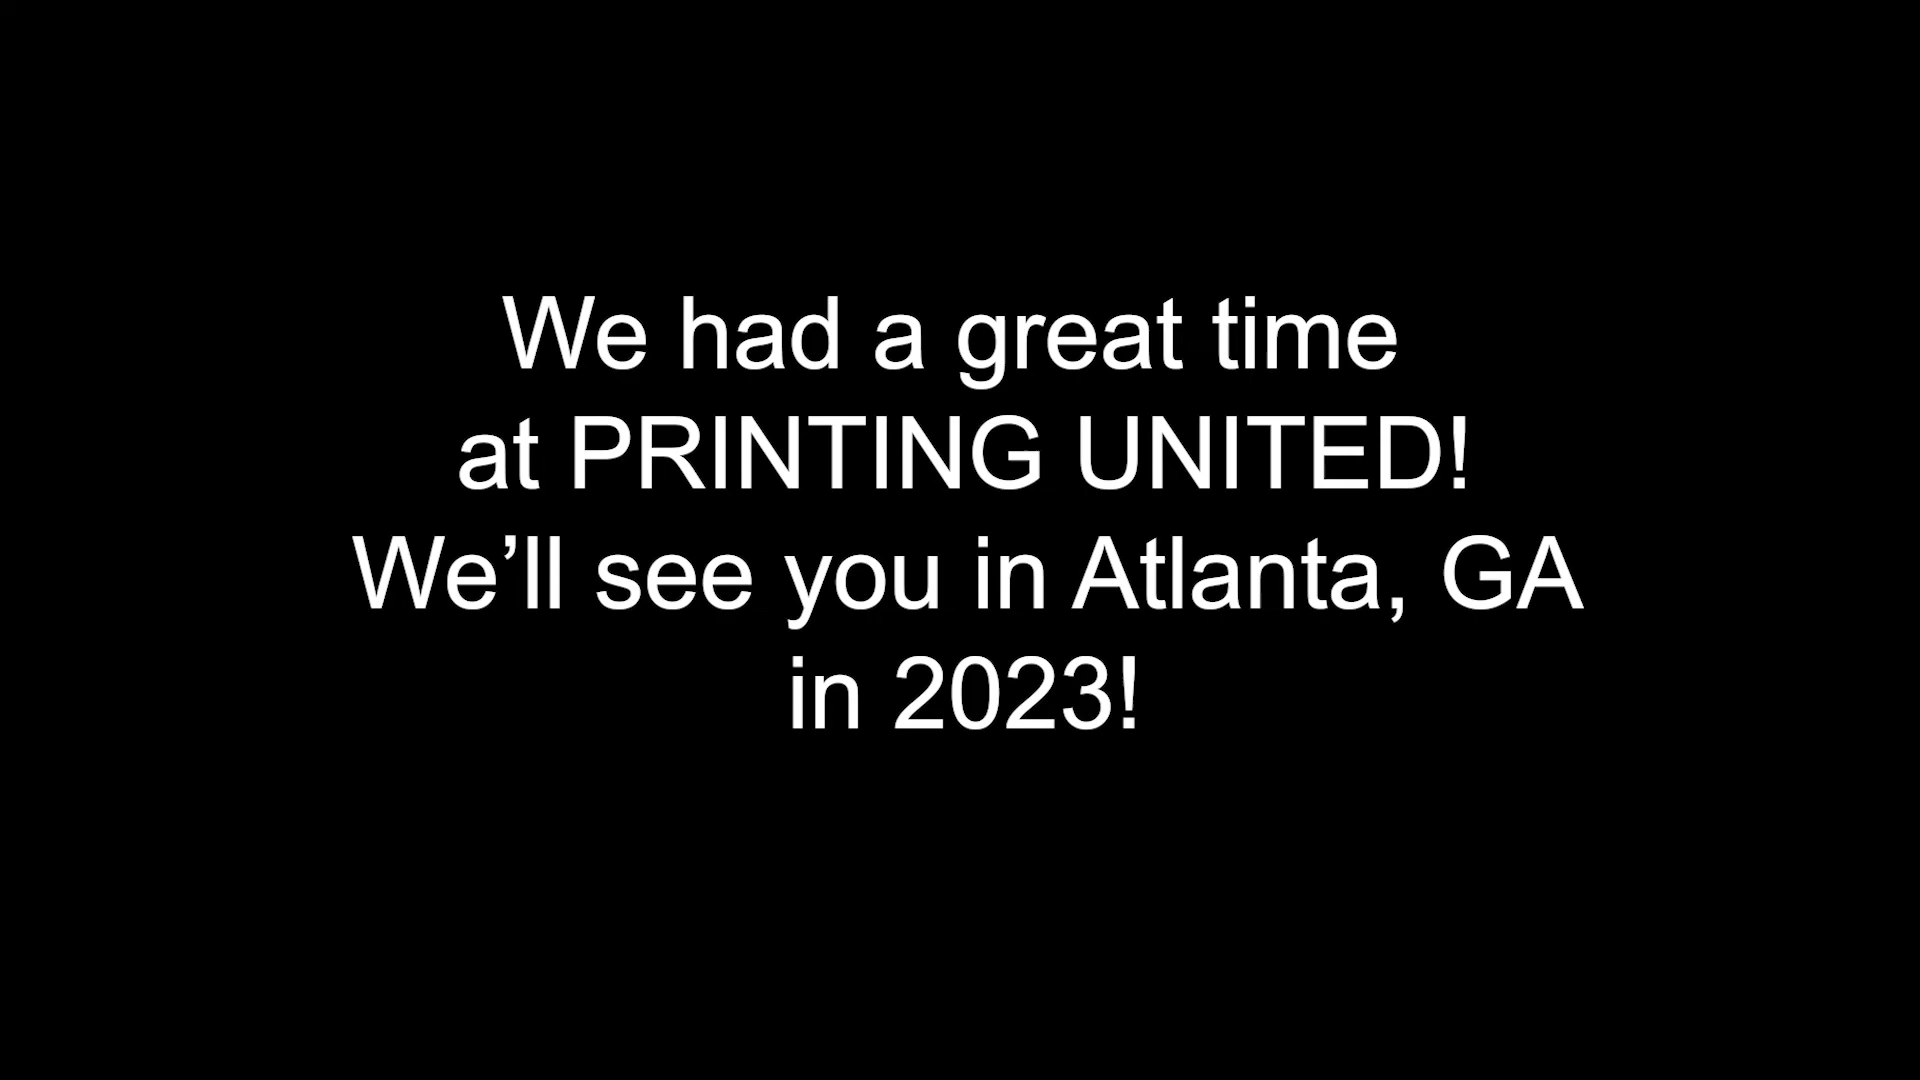 We had a great time
at PRINTING UNITED!
We’ll see you in Atlanta, GA
in 2023!